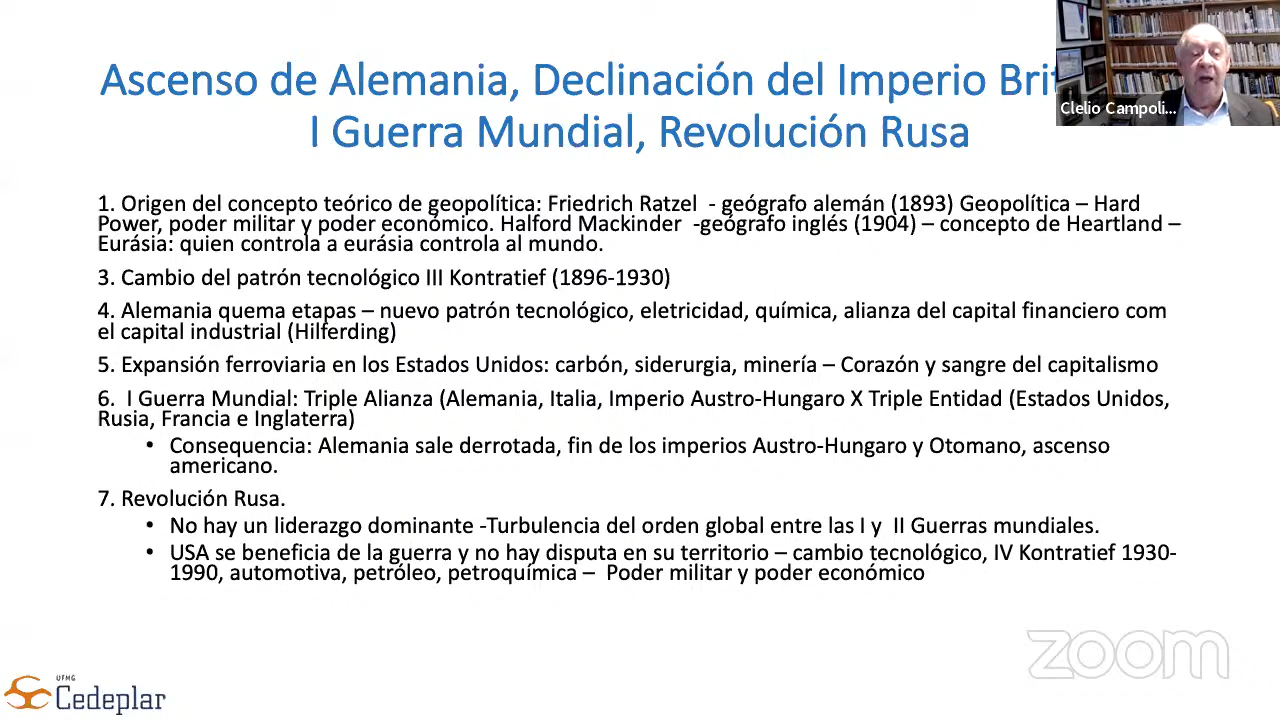 Ascenso de Alemania, Declinación del Imperio Brit
I Guerra Mundial, Revolución Rusa
Clelio Campoli...
1. Origen del concepto teórico de geopolítica: Friedrich Ratzel - geógrafo alemán (1893) Geopolítica – Hard
Power, poder militar y poder económico. Halford Mackinder -geógrafo inglés (1904) – concepto de Heartland –
Eurásia: quien controla a eurásia controla al mundo.
3. Cambio del patrón tecnológico III Kontratief (1896-1930)
4. Alemania quema etapas – nuevo patrón tecnológico, eletricidad, química, alianza del capital financiero com
el capital industrial (Hilferding)
5. Expansión ferroviaria en los Estados Unidos: carbón, siderurgia, minería – Corazón y sangre del capitalismo
6. I Guerra Mundial: Triple Alianza (Alemania, Italia, Imperio Austro-Hungaro X Triple Entidad (Estados Unidos,
Rusia, Francia e Inglaterra)
• Consequencia: Alemania sale derrotada, fin de los imperios Austro-Hungaro y Otomano, ascenso
americano.
7. Revolución Rusa.
• No hay un liderazgo dominante -Turbulencia del orden global entre las I y II Guerras mundiales.
• USA se beneficia de la guerra y no hay disputa en su territorio – cambio tecnológico, IV Kontratief 1930-
1990, automotiva, petróleo, petroquímica – Poder militar y poder económico
zoom
UFMG
Cedeplar